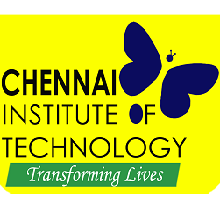 CHENNAI
INSTITUTE OF
TECHNOLOGY
Transforming Lives